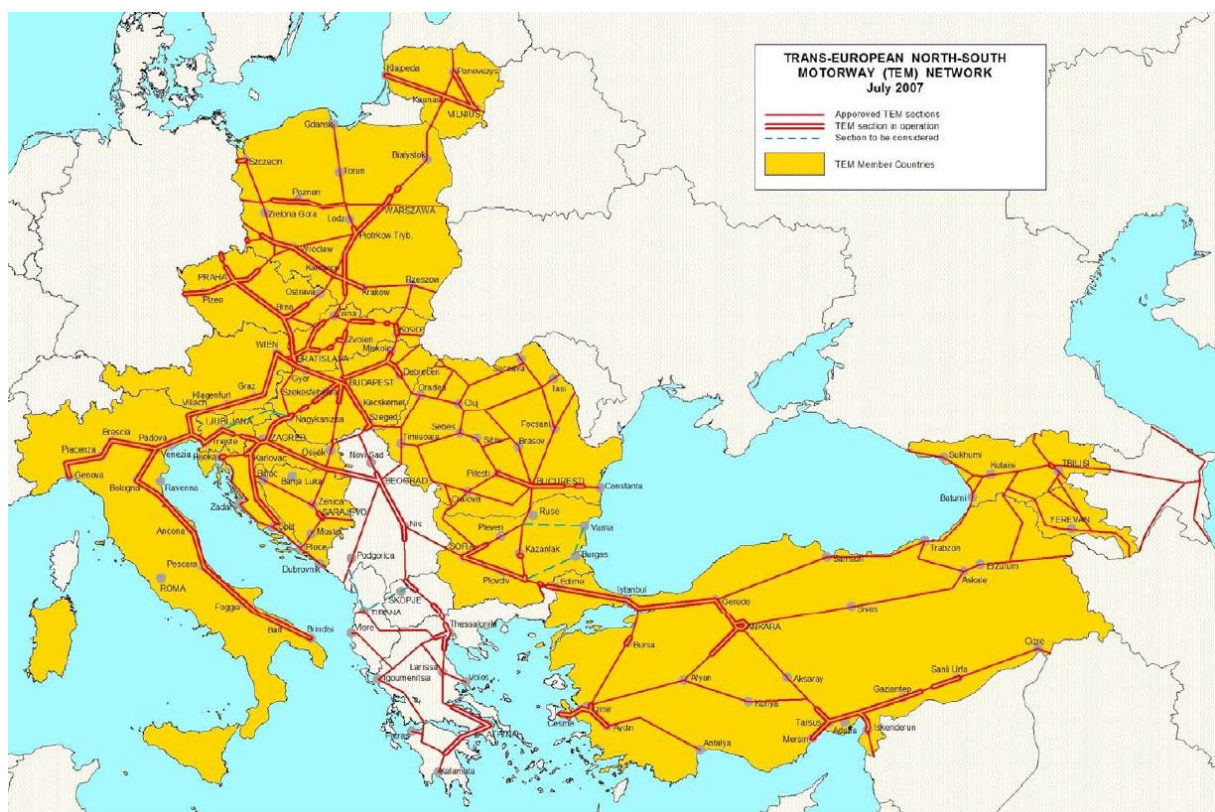 TRANS-EUROPEAN NORTH-SOUTH
MOTORWAY (TEM) NETWORK
July 2007
Approved TEM sections
TEM section in operation
Section to be considered
TEM Member Countries
Klajpeda
Panevezys
Kaunas
VILNIUS
Gdansk
Bialystok
Szczecin
Torun
Poznan
WARSZAWA
Zielona Gora
Lodz
Piotrkow Tryb.
Wroclaw
Katowice
PRAHA
Rzeszow
Ostrava
Krakow
Plzen
Brno
Zilina
Kosice
Zvolen
WIEN
Miskolc
BRATISLAVA
Suceava
Gyor
BUDAPEST
Debrecen
Graz
Szekesfehervar
Oradea
Iasi
Klagenfurt
Villach
Kecskemet
Cluj
LJUBLJANA
Nagykanizsa
Szeged
Focsani
Brescia
Padova
Trieste
ZAGREB
Sebes
Sibiu
Timisoara
Brasov
Piacenza
Venezia
Rijeka
Karlovac
Osijek
Novi Sad
Sukhumi
Genova
Bihac
Pitesti
Kutaisi
TBILISI
Bologna
Ravenna
Banja Luka
BEOGRAD
BUCURESTI
Constanta
Zenica
Craiova
Batumi
Zadar
SARAJEVO
Ruse
Split
Nis
Pleven
Varna
YEREVAN
Ancona
Mostar
Ploce
SOFIA
Kazanlak
Trabzon
Pescara
Podgorica
Burgas
Samsun
Erzurum
Dubrovnik
Plovdiv
Edirne
Askale
ROMA
Istanbul
SKOPJE
Gerede
Foggia
TIRANA
Sivas
Bari
Brindisi
Vlore
Thessaloniki
ANKARA
Bursa
Cizre
Larissa
Sanli Urfa
Igoumenitsa
Volos
Afyon
Aksaray
Gaziantep
Konya
Izmir
Cesme
Tarsus
Patras
ATHINA
Aydin
Adana
Iskenderun
Mersin
Antalya
Kalamata